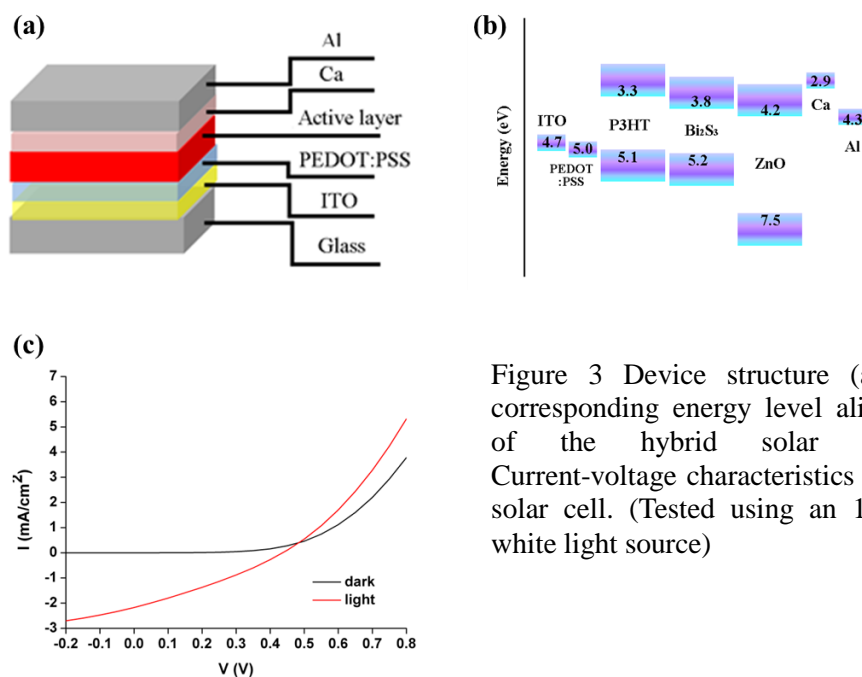 (a)
Al
Ca
Active layer
PEDOT:PSS
ITO
Glass
(b)
Energy (eV)
ITO
4.7
5.0
PEDOT
:PSS
3.3
P3HT
5.1
3.8
Bi₂S₃
5.2
4.2
ZnO
7.5
2.9
Ca
4.3
Al
(c)
I (mA/cm²)
7
6
5
4
3
2
1
0
-1
-2
-3
dark
light
-0.2 -0.1 0.0 0.1 0.2 0.3 0.4 0.5 0.6 0.7 0.8
V (V)
Figure 3 Device structure (a
corresponding energy level
of the hybrid solar
Current-voltage characteristics
solar cell. (Tested using an
white light source)